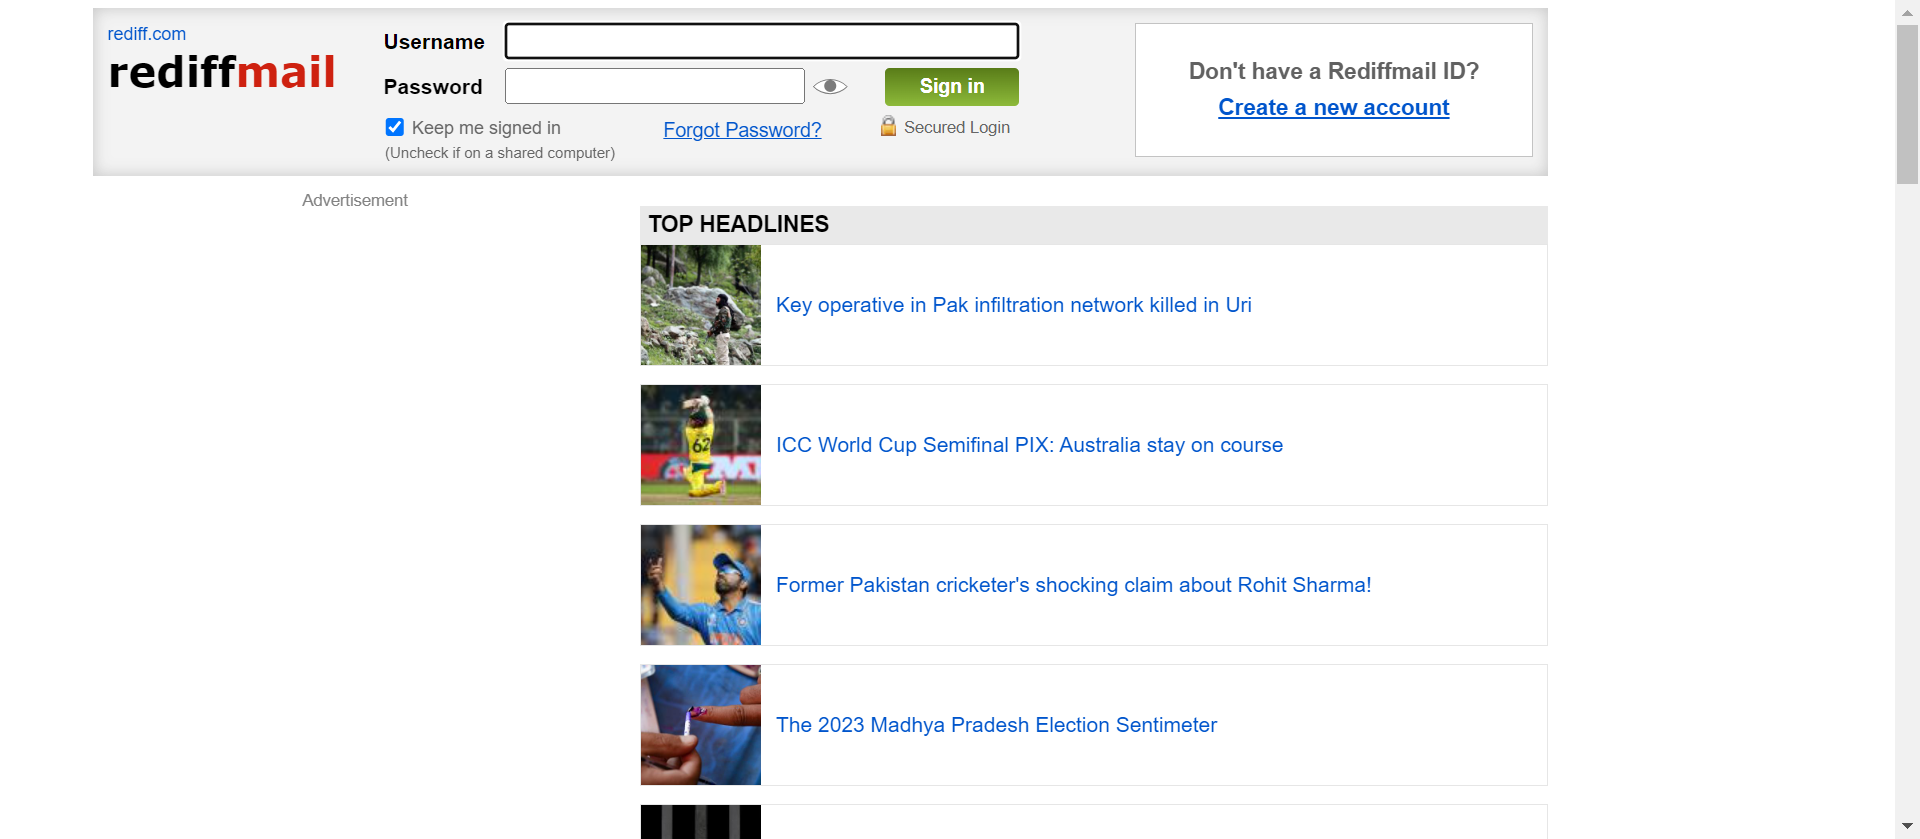 rediff.com
rediffmail
Username
Password
Sign in
Keep me signed in
(Uncheck if on a shared computer)
Forgot Password?
Secured Login
Don't have a Rediffmail ID?
Create a new account
Advertisement
TOP HEADLINES
Key operative in Pak infiltration network killed in Uri
ICC World Cup Semifinal PIX: Australia stay on course
62
Former Pakistan cricketer's shocking claim about Rohit Sharma!
The 2023 Madhya Pradesh Election Sentimeter